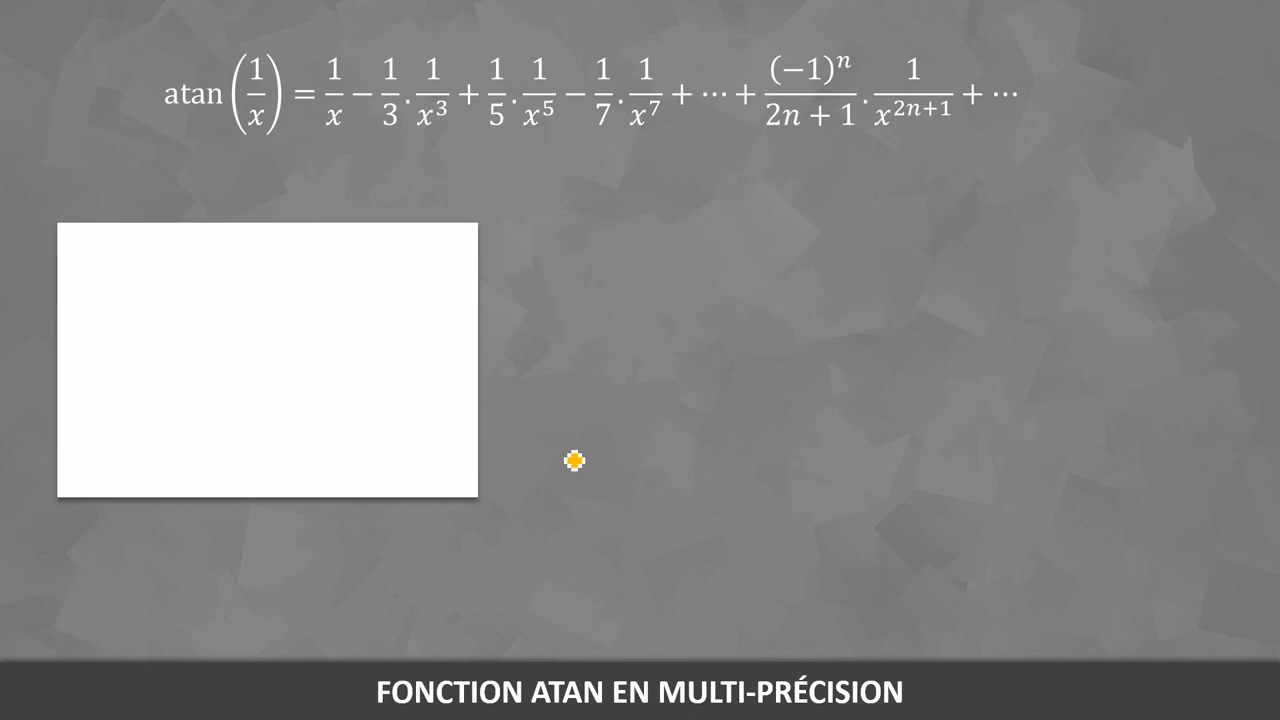 atan(1/x) = 1/x − 1/3 . 1/x³ + 1/5 . 1/x⁵ − 1/7 . 1/x⁷ + ⋯ + (−1)ⁿ/(2n + 1) . 1/x²ⁿ⁺¹ + ⋯
FONCTION ATAN EN MULTI-PRÉCISION